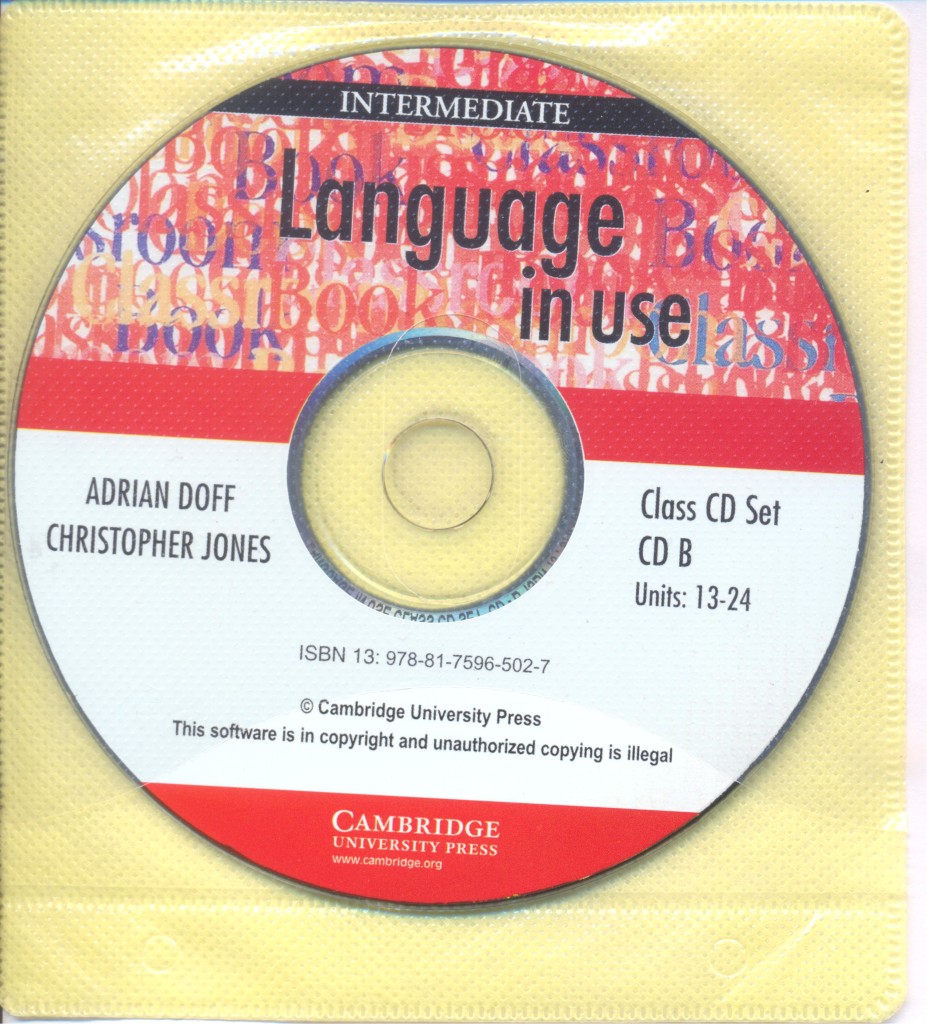 INTERMEDIATE
Language
in use
ADRIAN DOFF
CHRISTOPHER JONES
Class CD Set
CD B
Units: 13-24
ISBN 13: 978-81-7596-502-7
© Cambridge University Press
This software is in copyright and unauthorized copying is illegal
CAMBRIDGE
UNIVERSITY PRESS
www.cambridge.org